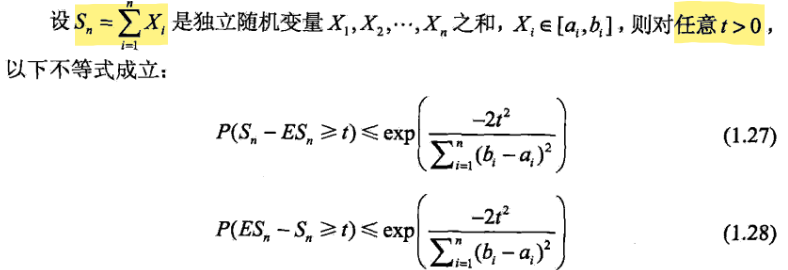 设 $S_n = \sum_{i=1}^{n} X_i$ 是独立随机变量 $X_1, X_2, \cdots, X_n$ 之和，$X_i \in [a_i, b_i]$，则对任意 $t > 0$，
以下不等式成立：
$P(S_n - ES_n \geqslant t) \leqslant \exp\left(\frac{-2t^2}{\sum_{i=1}^{n}(b_i - a_i)^2}\right)$ (1.27)
$P(ES_n - S_n \geqslant t) \leqslant \exp\left(\frac{-2t^2}{\sum_{i=1}^{n}(b_i - a_i)^2}\right)$ (1.28)